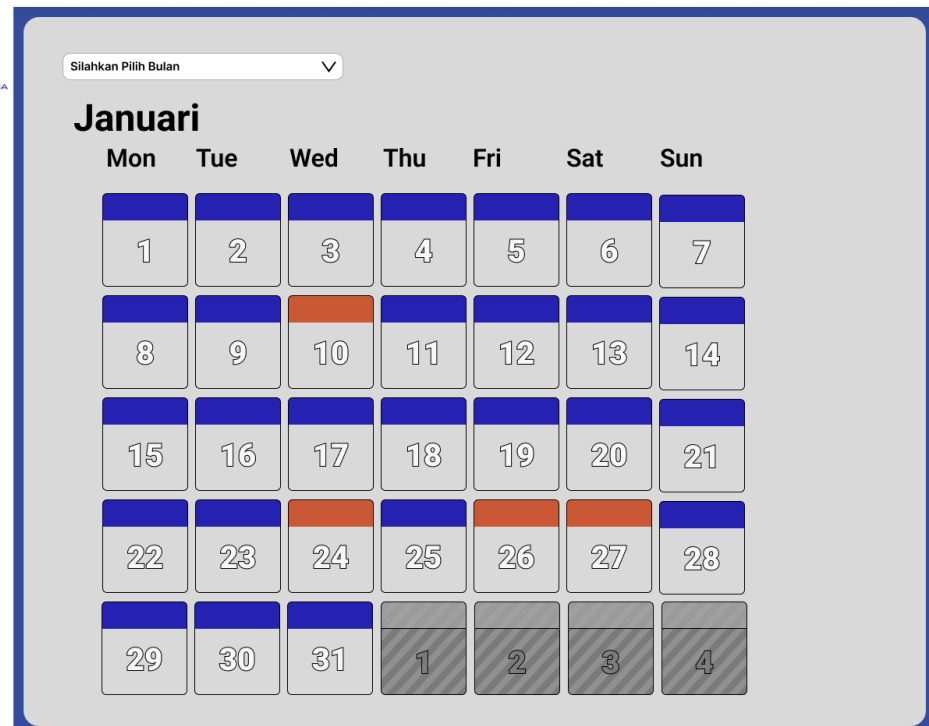 Silahkan Pilih Bulan
Januari
Mon Tue Wed Thu Fri Sat Sun
1 2 3 4 5 6 7
8 9 10 11 12 13 14
15 16 17 18 19 20 21
22 23 24 25 26 27 28
29 30 31 1 2 3 4